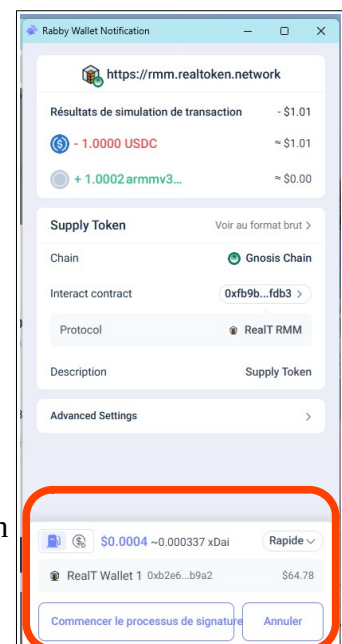 Rabby Wallet Notification
https://rmm.realtoken.network
Résultats de simulation de transaction - $1.01
- 1.0000 USDC ≈ $1.01
+ 1.0002 armmv3... ≈ $0.00
Supply Token Voir au format brut >
Chain Gnosis Chain
Interact contract 0xfb9b...fdb3 >
Protocol RealT RMM
Description Supply Token
Advanced Settings >
$0.0004 ~0.000337 xDai Rapide
RealT Wallet 1 0xb2e6...b9a2 $64.78
Commencer le processus de signature Annuler